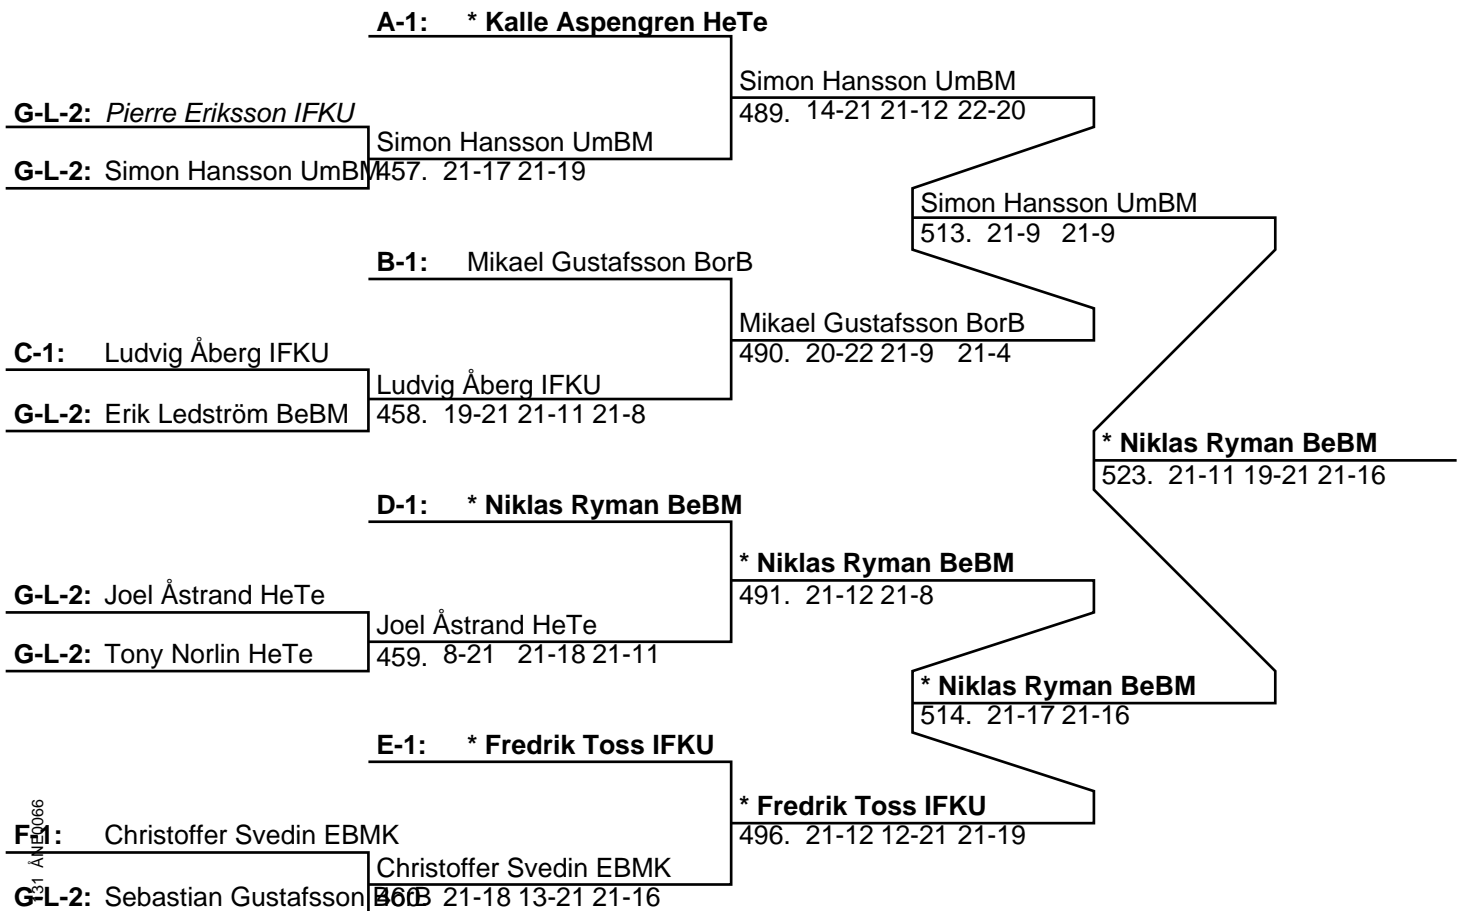 A-1: * Kalle Aspengren HeTe
Simon Hansson UmBM
489. 14-21 21-12 22-20
G-L-2: Pierre Eriksson IFKU
Simon Hansson UmBM
G-L-2: Simon Hansson UmBM
457. 21-17 21-19
Simon Hansson UmBM
513. 21-9 21-9
B-1: Mikael Gustafsson BorB
Mikael Gustafsson BorB
490. 20-22 21-9 21-4
C-1: Ludvig Åberg IFKU
Ludvig Åberg IFKU
G-L-2: Erik Ledström BeBM
458. 19-21 21-11 21-8
* Niklas Ryman BeBM
523. 21-11 19-21 21-16
D-1: * Niklas Ryman BeBM
* Niklas Ryman BeBM
491. 21-12 21-8
G-L-2: Joel Åstrand HeTe
Joel Åstrand HeTe
G-L-2: Tony Norlin HeTe
459. 8-21 21-18 21-11
* Niklas Ryman BeBM
514. 21-17 21-16
E-1: * Fredrik Toss IFKU
* Fredrik Toss IFKU
496. 21-12 12-21 21-19
F-1: Christoffer Svedin EBMK
Christoffer Svedin EBMK
G-L-2: Sebastian Gustafsson BorB
460. 21-18 13-21 21-16
131 ÅNE0066